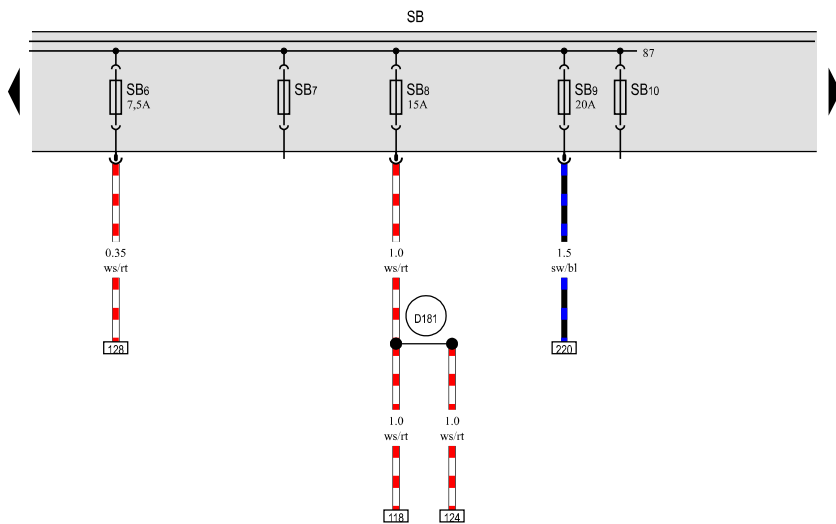 SB
87
SB6
7,5A
SB7
SB8
15A
SB9
20A
SB10
0.35
ws/rt
1.0
ws/rt
1.5
sw/bl
D181
128
220
1.0
ws/rt
1.0
ws/rt
118
124